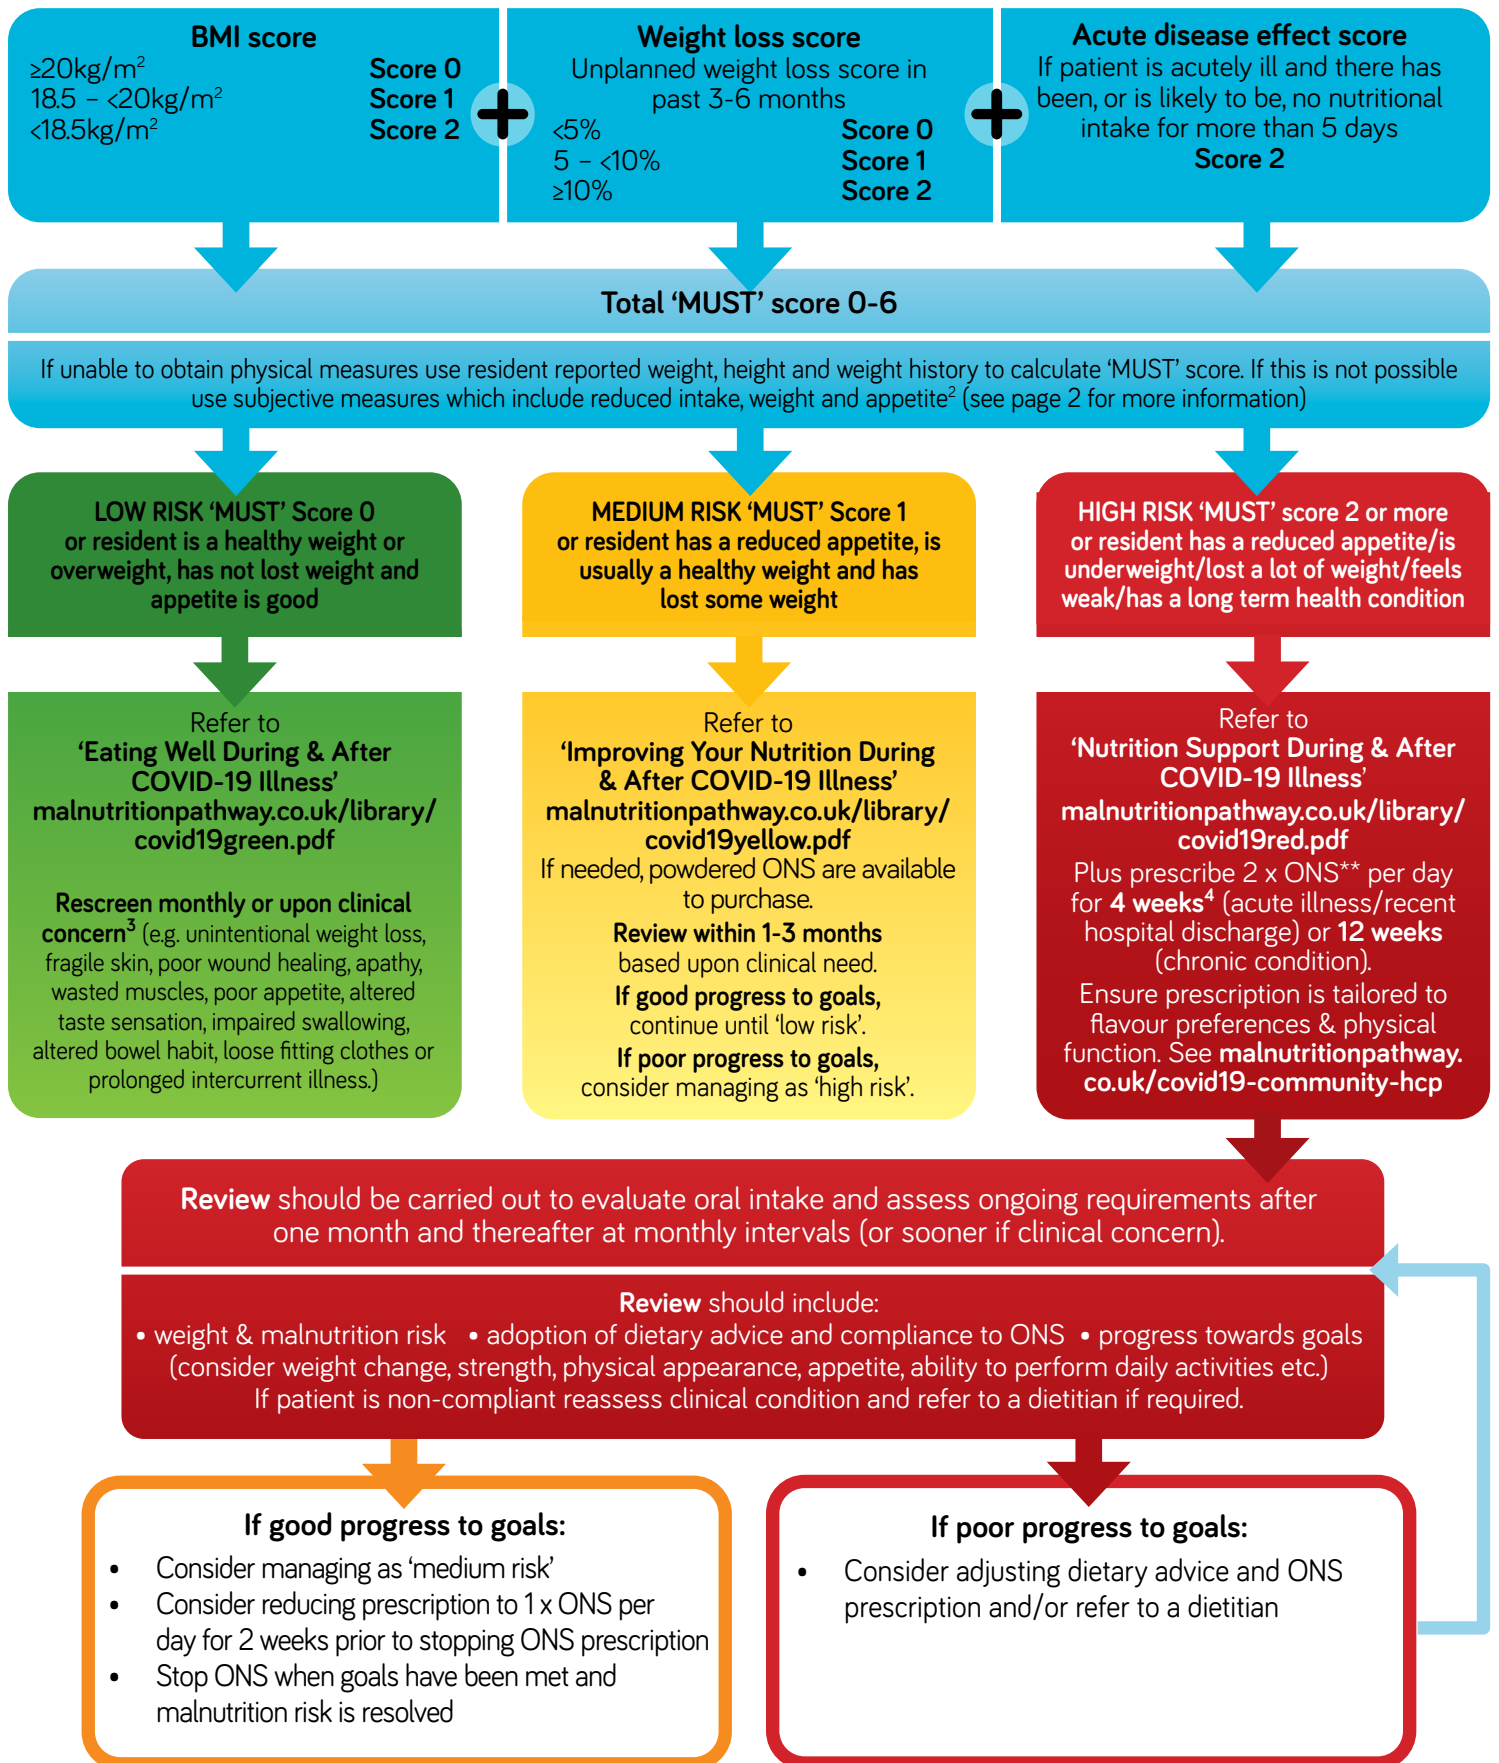 BMI score
≥20kg/m² Score 0
18.5 – <20kg/m² Score 1
<18.5kg/m² Score 2
+
Weight loss score
Unplanned weight loss score in
past 3-6 months
<5% Score 0
5 – <10% Score 1
≥10% Score 2
+
Acute disease effect score
If patient is acutely ill and there has
been, or is likely to be, no nutritional
intake for more than 5 days
Score 2
Total ‘MUST’ score 0-6
If unable to obtain physical measures use resident reported weight, height and weight history to calculate ‘MUST’ score. If this is not possible
use subjective measures which include reduced intake, weight and appetite² (see page 2 for more information)
LOW RISK ‘MUST’ Score 0
or resident is a healthy weight or
overweight, has not lost weight and
appetite is good
MEDIUM RISK ‘MUST’ Score 1
or resident has a reduced appetite, is
usually a healthy weight and has
lost some weight
HIGH RISK ‘MUST’ score 2 or more
or resident has a reduced appetite/is
underweight/lost a lot of weight/feels
weak/has a long term health condition
Refer to
‘Eating Well During & After
COVID-19 Illness’
malnutritionpathway.co.uk/library/
covid19green.pdf
Rescreen monthly or upon clinical
concern³ (e.g. unintentional weight loss,
fragile skin, poor wound healing, apathy,
wasted muscles, poor appetite, altered
taste sensation, impaired swallowing,
altered bowel habit, loose fitting clothes or
prolonged intercurrent illness.)
Refer to
‘Improving Your Nutrition During
& After COVID-19 Illness’
malnutritionpathway.co.uk/library/
covid19yellow.pdf
If needed, powdered ONS are available
to purchase.
Review within 1-3 months
based upon clinical need.
If good progress to goals,
continue until ‘low risk’.
If poor progress to goals,
consider managing as ‘high risk’.
Refer to
‘Nutrition Support During & After
COVID-19 Illness’
malnutritionpathway.co.uk/library/
covid19red.pdf
Plus prescribe 2 x ONS** per day
for 4 weeks⁴ (acute illness/recent
hospital discharge) or 12 weeks
(chronic condition).
Ensure prescription is tailored to
flavour preferences & physical
function. See malnutritionpathway.
co.uk/covid19-community-hcp
Review should be carried out to evaluate oral intake and assess ongoing requirements after
one month and thereafter at monthly intervals (or sooner if clinical concern).
Review should include:
• weight & malnutrition risk • adoption of dietary advice and compliance to ONS • progress towards goals
(consider weight change, strength, physical appearance, appetite, ability to perform daily activities etc.)
If patient is non-compliant reassess clinical condition and refer to a dietitian if required.
If good progress to goals:
• Consider managing as ‘medium risk’
• Consider reducing prescription to 1 x ONS per
day for 2 weeks prior to stopping ONS prescription
• Stop ONS when goals have been met and
malnutrition risk is resolved
If poor progress to goals:
• Consider adjusting dietary advice and ONS
prescription and/or refer to a dietitian